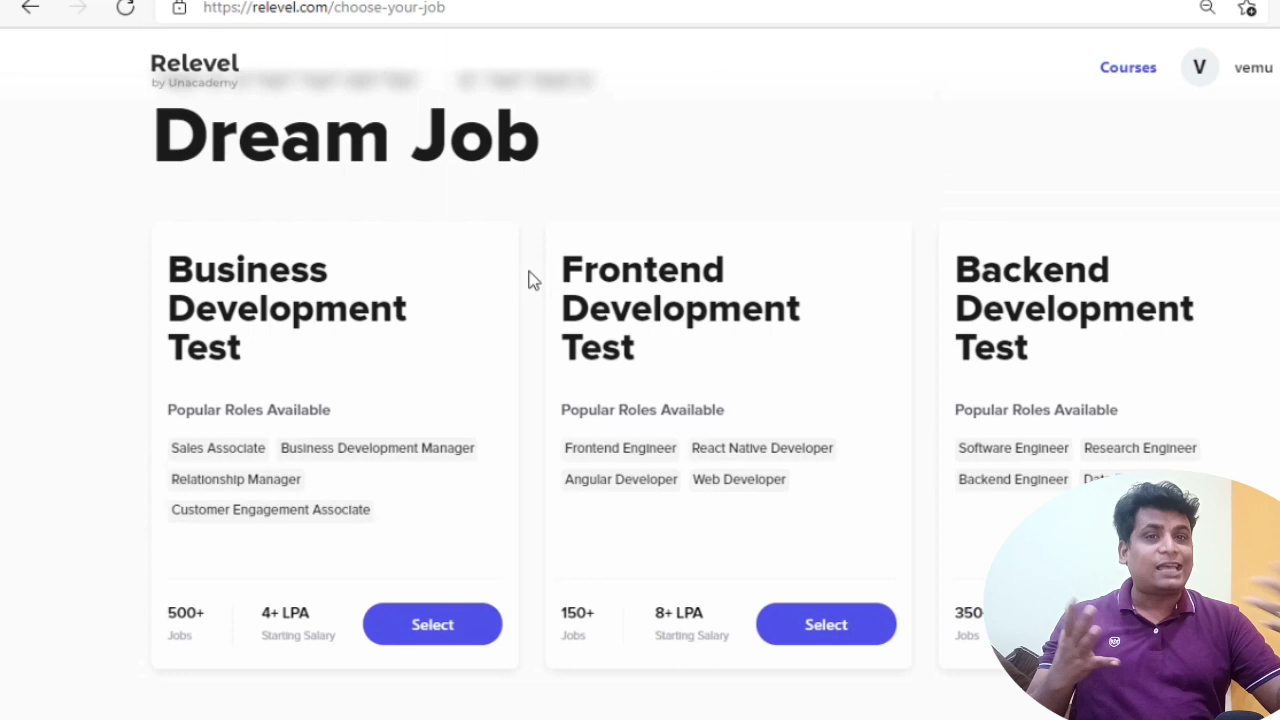 https://relevel.com/choose-your-job
Relevel
by Unacademy
Courses
V
vemu
Dream Job
Business
Development
Test
Popular Roles Available
Sales Associate
Business Development Manager
Relationship Manager
Customer Engagement Associate
500+
Jobs
4+ LPA
Starting Salary
Select
Frontend
Development
Test
Popular Roles Available
Frontend Engineer
React Native Developer
Angular Developer
Web Developer
150+
Jobs
8+ LPA
Starting Salary
Select
Backend
Development
Test
Popular Roles Available
Software Engineer
Research Engineer
Backend Engineer
350
Jobs